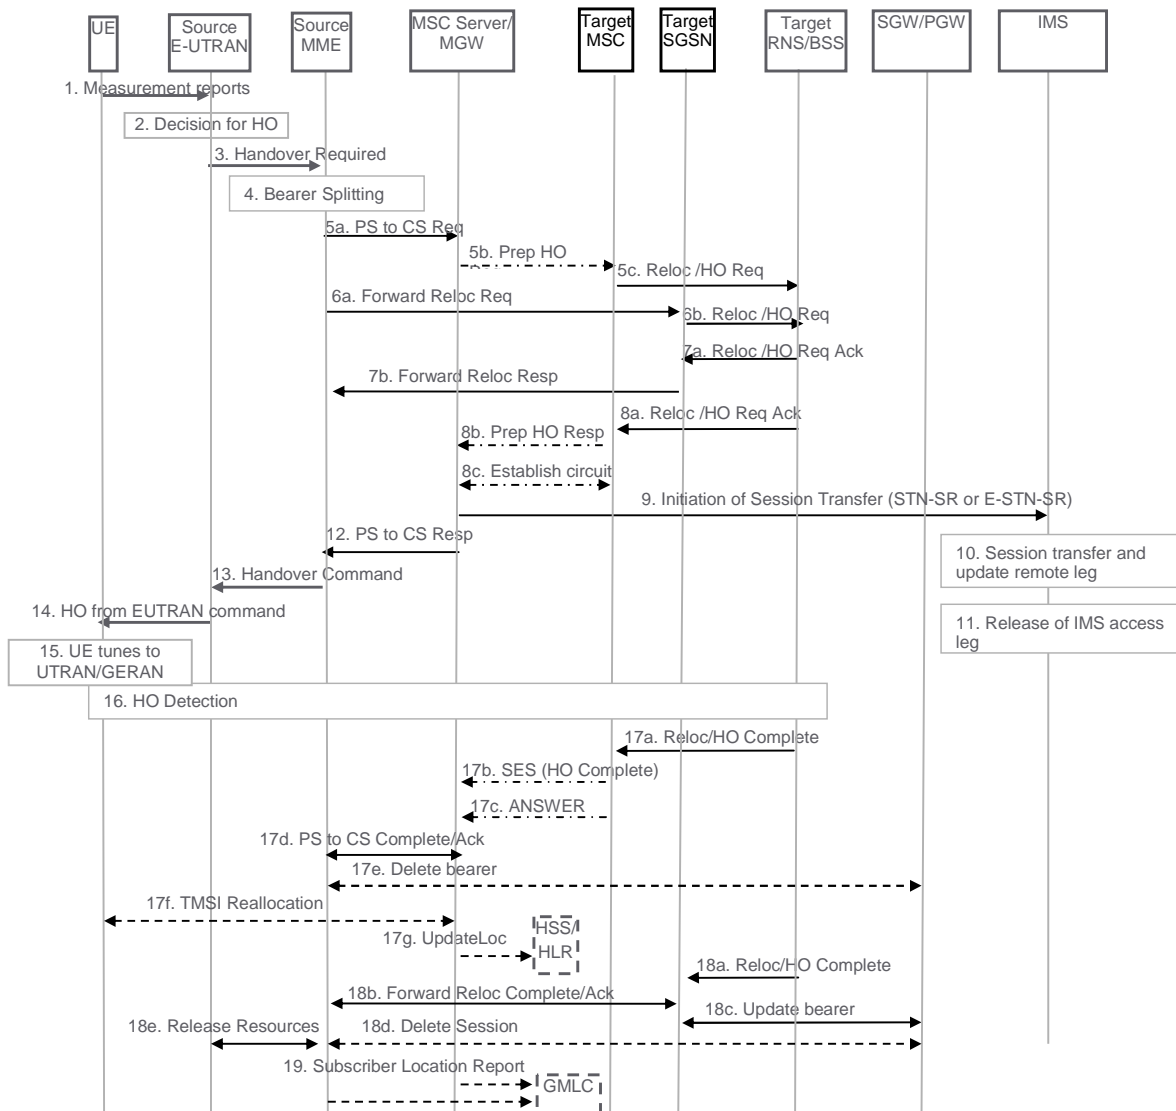 UE
Source
E-UTRAN
Source
MME
MSC Server/
MGW
Target
MSC
Target
SGSN
Target
RNS/BSS
SGW/PGW
IMS
1. Measurement reports
2. Decision for HO
3. Handover Required
4. Bearer Splitting
5a. PS to CS Req
5b. Prep HO
5c. Reloc /HO Req
6a. Forward Reloc Req
6b. Reloc /HO Req
7a. Reloc /HO Req Ack
7b. Forward Reloc Resp
8a. Reloc /HO Req Ack
8b. Prep HO Resp
8c. Establish circuit
9. Initiation of Session Transfer (STN-SR or E-STN-SR)
12. PS to CS Resp
10. Session transfer and
update remote leg
13. Handover Command
14. HO from EUTRAN command
11. Release of IMS access
leg
15. UE tunes to
UTRAN/GERAN
16. HO Detection
17a. Reloc/HO Complete
17b. SES (HO Complete)
17c. ANSWER
17d. PS to CS Complete/Ack
17e. Delete bearer
17f. TMSI Reallocation
17g. UpdateLoc
HSS/
HLR
18a. Reloc/HO Complete
18b. Forward Reloc Complete/Ack
18c. Update bearer
18e. Release Resources
18d. Delete Session
19. Subscriber Location Report
GMLC